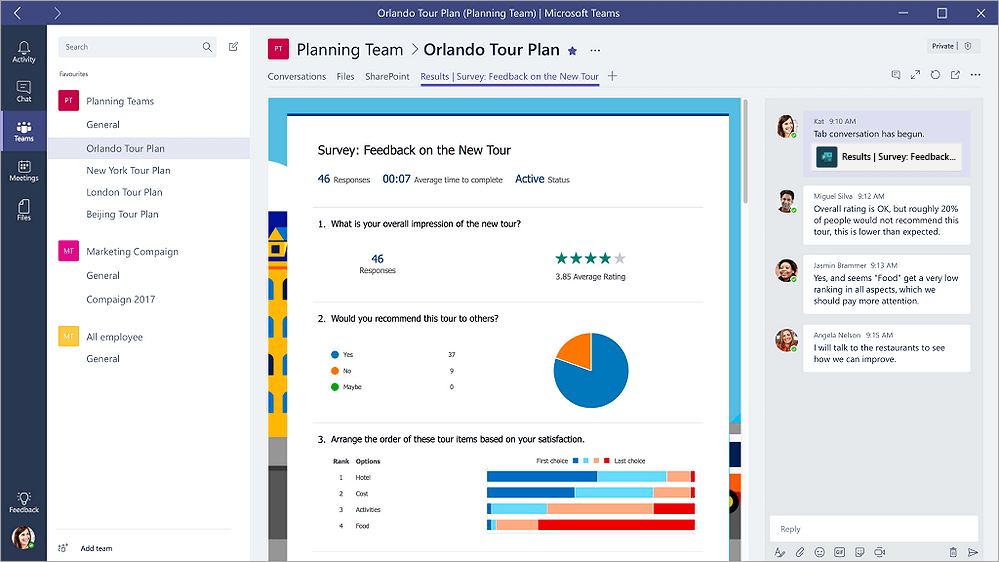 Orlando Tour Plan (Planning Team) | Microsoft Teams
Activity
Chat
Teams
Meetings
Files
Feedback
Search
Favourites
PT Planning Teams
General
Orlando Tour Plan
New York Tour Plan
London Tour Plan
Beijing Tour Plan
MT Marketing Compaign
General
Compaign 2017
MT All employee
General
Add team
PT Planning Team > Orlando Tour Plan
Private
Conversations Files SharePoint Results | Survey: Feedback on the New Tour
Survey: Feedback on the New Tour
46 Responses 00:07 Average time to complete Active Status
1. What is your overall impression of the new tour?
46
Responses
3.85 Average Rating
2. Would you recommend this tour to others?
Yes 37
No 9
Maybe 0
3. Arrange the order of these tour items based on your satisfaction.
Rank Options First choice Last choice
1 Hotel
2 Cost
3 Activities
4 Food
Kat 9:10 AM
Tab conversation has begun.
Results | Survey: Feedback...
Miguel Silva 9:12 AM
Overall rating is OK, but roughly 20%
of people would not recommend this
tour, this is lower than expected.
Jasmin Brammer 9:13 AM
Yes, and seems "Food" get a very low
ranking in all aspects, which we
should pay more attention.
Angela Nelson 9:15 AM
I will talk to the restaurants to see
how we can improve.
Reply
GIF